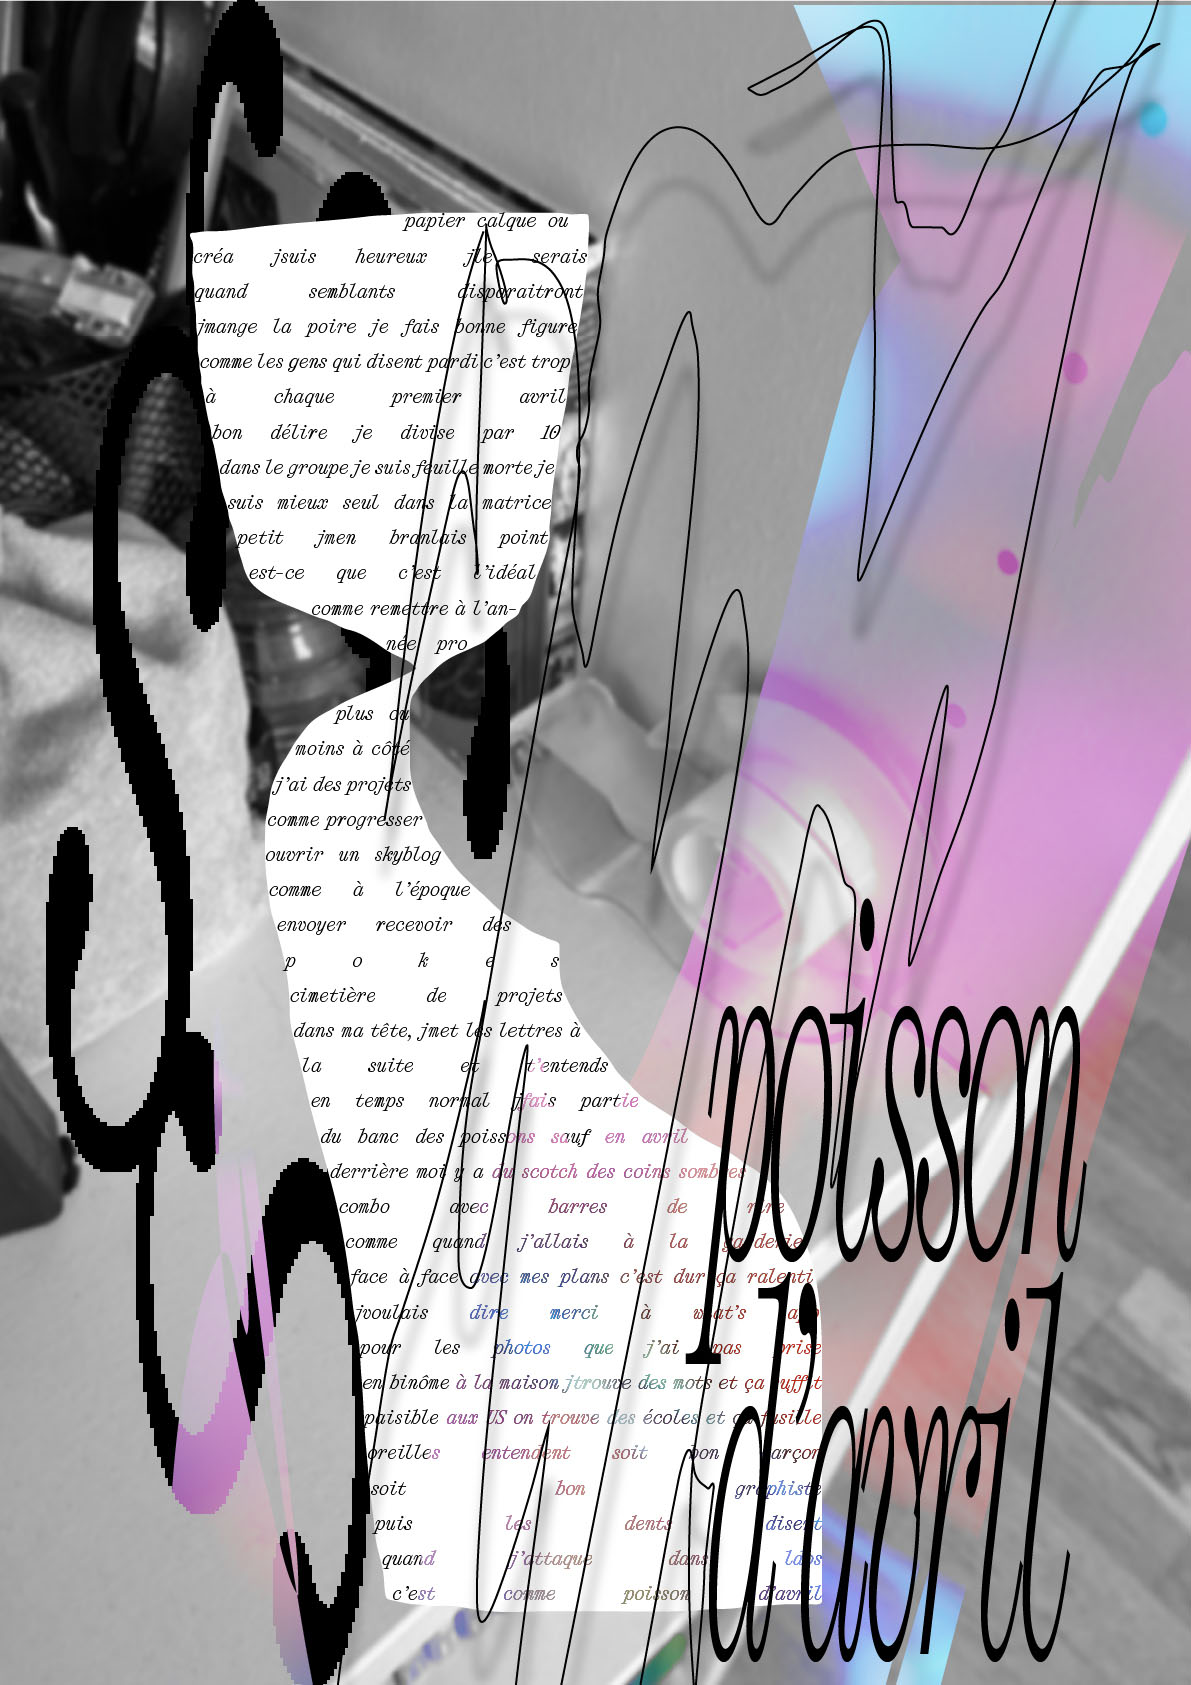 papier calque ou
créa jsuis heureux jle serais
quand semblants disparaitront
jmange la poire je fais bonne figure
comme les gens qui disent pardi c'est trop
à chaque premier avril
bon délire je divise par 10
dans le groupe je suis feuille morte je
suis mieux seul dans la matrice
petit jmen branlais point
est-ce que c'est l'idéal
comme remettre à l'an-
née pro
plus ou
moins à côté
j'ai des projets
comme progresser
ouvrir un skyblog
comme à l'époque
envoyer recevoir des
p o k e s
cimetière de projets
dans ma tête, jmet les lettres à
la suite et t'entends
en temps normal jfais partie
du banc des poissons sauf en avril
derrière moi y a du scotch des coins sombres
combo avec barres de rire
comme quand j'allais à la garderie
face à face avec mes plans c'est dur ça ralenti
jvoulais dire merci à what's app
pour les photos que j'ai pas prise
en binôme à la maison jtrouve des mots et ça suffit
paisible aux US on trouve des écoles et ça fusille
oreilles entendent soit bon garçon
soit bon graphiste
puis les dents disent
quand j'attaque dans ldos
c'est comme poisson d'avril
poisson
d'avril